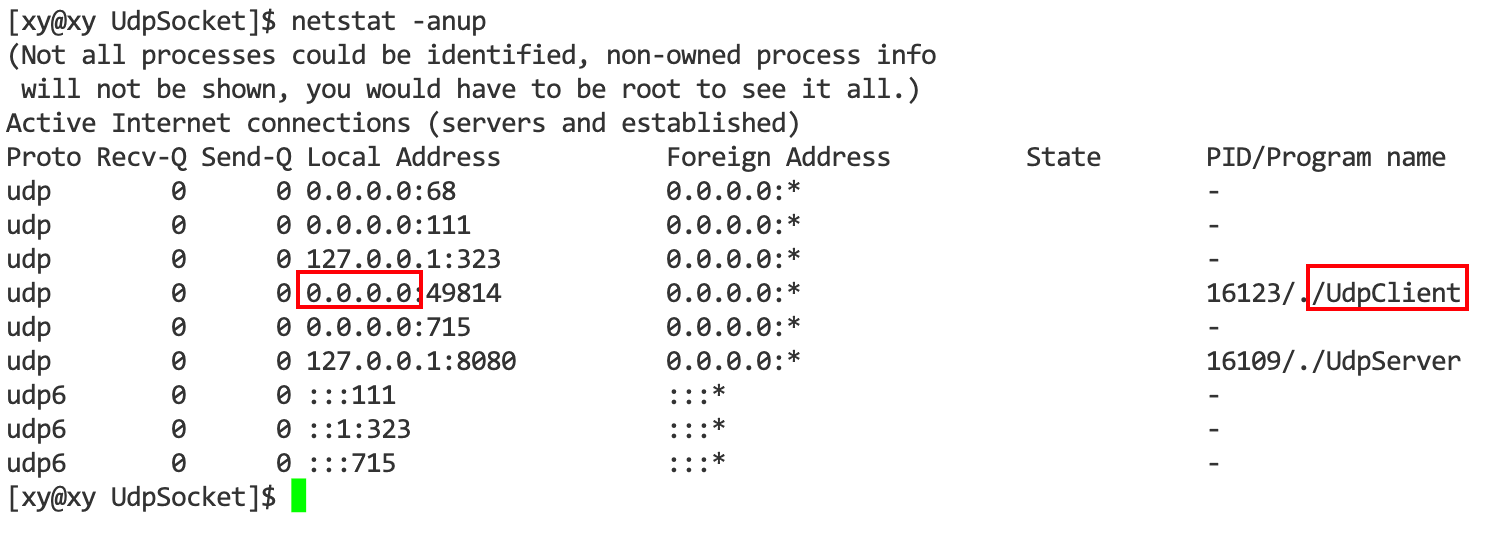 [xy@xy UdpSocket]$ netstat -anup
(Not all processes could be identified, non-owned process info
 will not be shown, you would have to be root to see it all.)
Active Internet connections (servers and established)
Proto Recv-Q Send-Q Local Address           Foreign Address         State       PID/Program name
udp        0      0 0.0.0.0:68              0.0.0.0:*                           -
udp        0      0 0.0.0.0:111             0.0.0.0:*                           -
udp        0      0 127.0.0.1:323           0.0.0.0:*                           -
udp        0      0 0.0.0.0:49814           0.0.0.0:*                           16123/./UdpClient
udp        0      0 0.0.0.0:715             0.0.0.0:*                           -
udp        0      0 127.0.0.1:8080          0.0.0.0:*                           16109/./UdpServer
udp6       0      0 :::111                  :::*                                -
udp6       0      0 ::1:323                 :::*                                -
udp6       0      0 :::715                  :::*                                -
[xy@xy UdpSocket]$